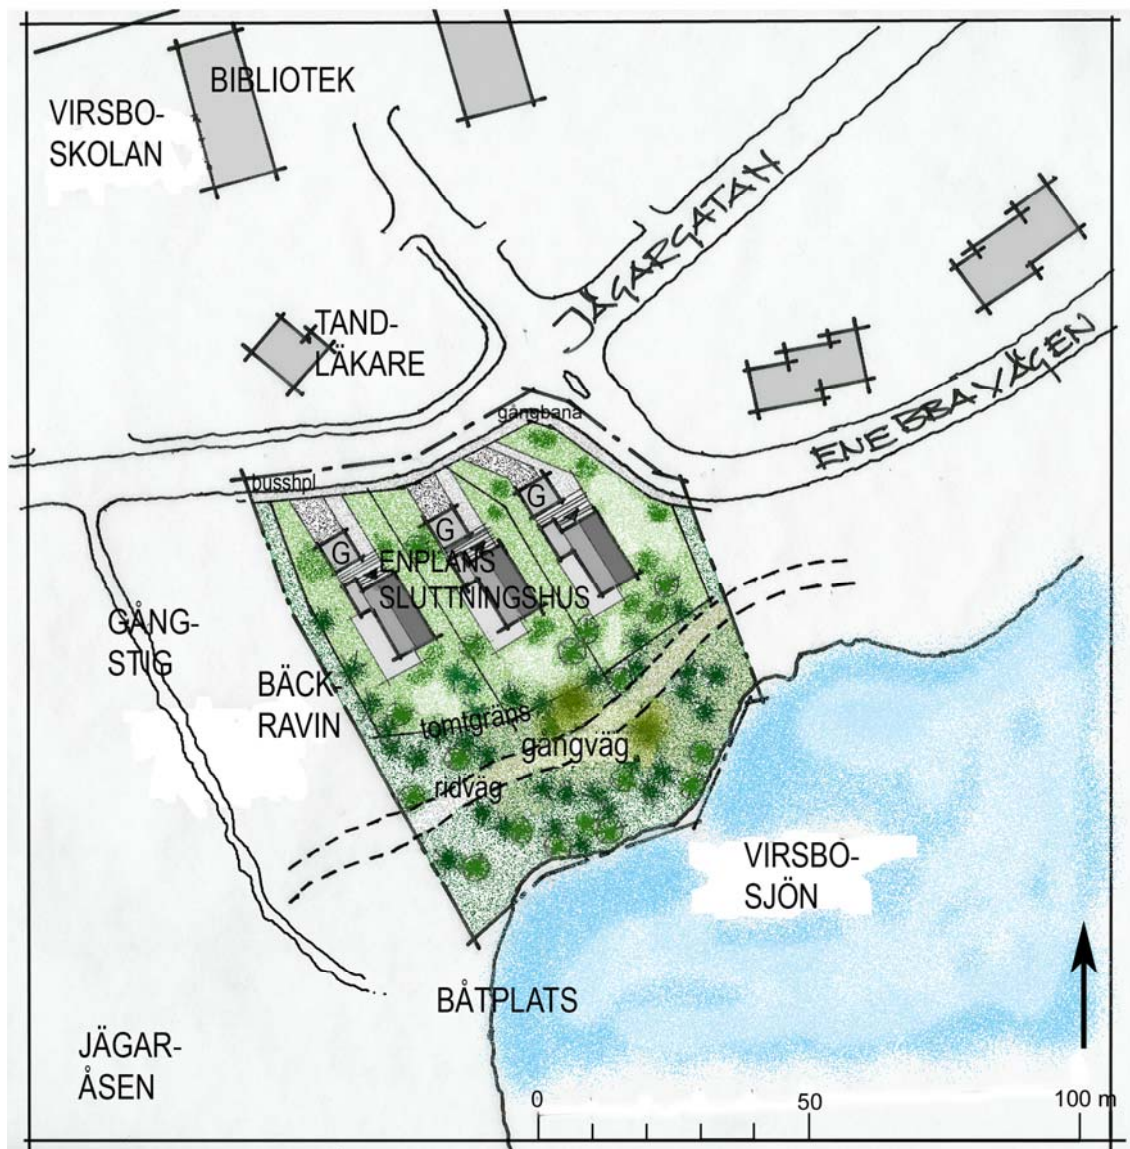 BIBLIOTEK
VIRSBO-
SKOLAN
JÄGARGATAN
TAND-
LÄKARE
ENEBRAVÄGEN
gångbana
busshpl
G
G
G
ENPLANS
SLUTTNINGSHUS
GÅNG-
STIG
BÄCK-
RAVIN
tomtgräns
gångväg
ridväg
VIRSBO-
SJÖN
BÅTPLATS
JÄGAR-
ÅSEN
0 50 100 m